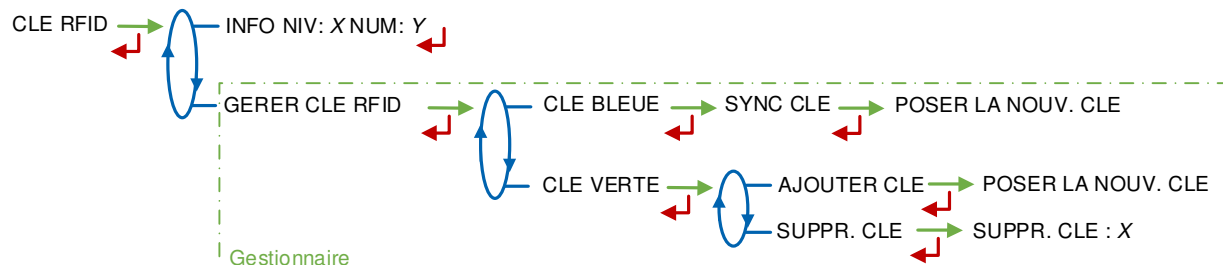 CLE RFID
INFO NIV: X NUM: Y
GERER CLE RFID
CLE BLEUE
SYNC CLE
POSER LA NOUV. CLE
CLE VERTE
AJOUTER CLE
POSER LA NOUV. CLE
SUPPR. CLE
SUPPR. CLE : X
Gestionnaire